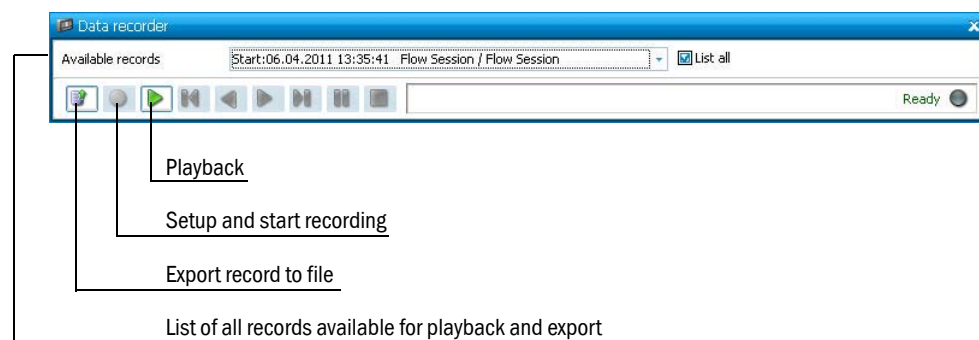 Data recorder
Available records Start:06.04.2011 13:35:41 Flow Session / Flow Session List all
Ready
Playback
Setup and start recording
Export record to file
List of all records available for playback and export